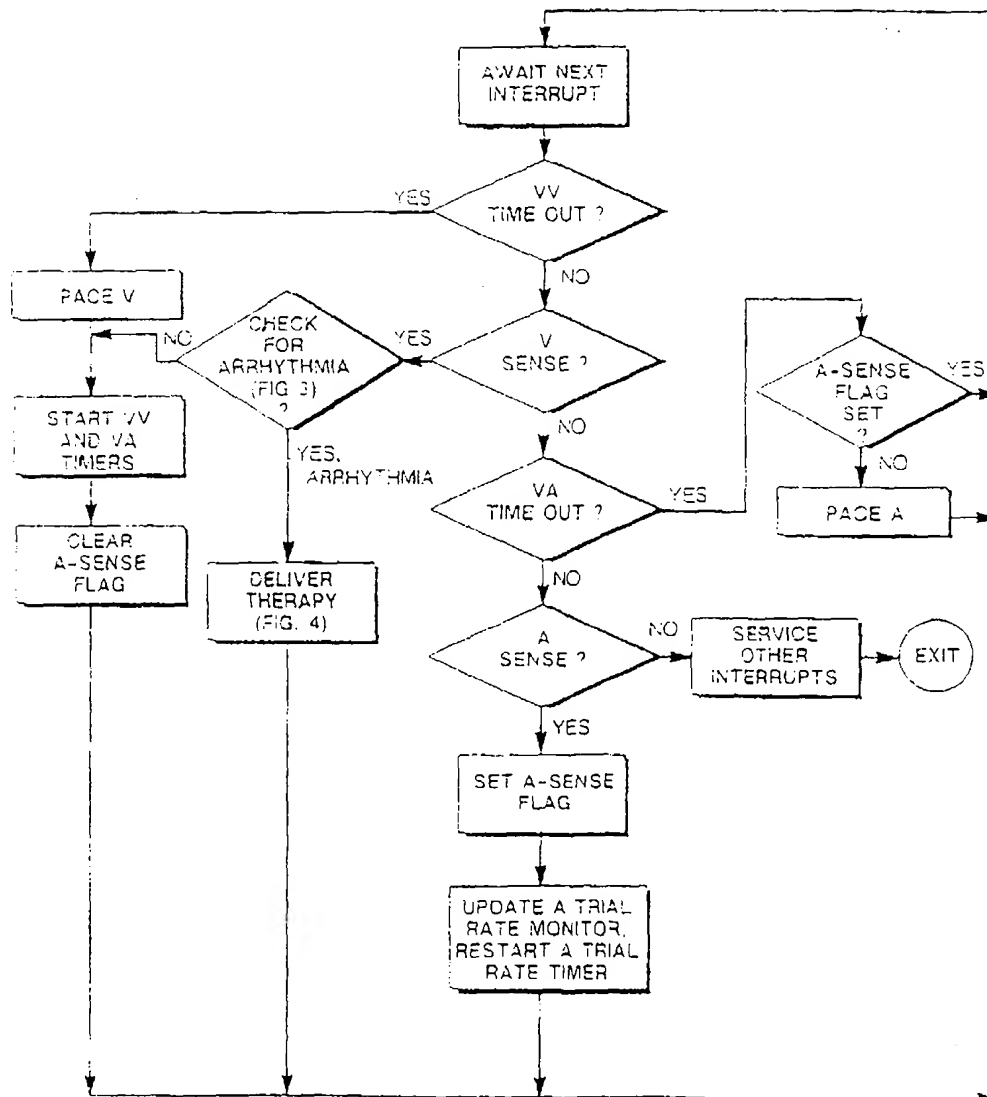 AWAIT NEXT
INTERRUPT
VV
TIME OUT ?
YES
NO
PACE V
CHECK
FOR
ARRHYTHMIA
(FIG 3)
?
NO
YES
YES,
ARRHYTHMIA
V
SENSE ?
NO
A-SENSE
FLAG
SET
?
YES
NO
PACE A
START VV
AND VA
TIMERS
CLEAR
A-SENSE
FLAG
DELIVER
THERAPY
(FIG. 4)
VA
TIME OUT ?
YES
NO
A
SENSE ?
NO
SERVICE
OTHER
INTERRUPTS
EXIT
YES
SET A-SENSE
FLAG
UPDATE A TRIAL
RATE MONITOR,
RESTART A TRIAL
RATE TIMER